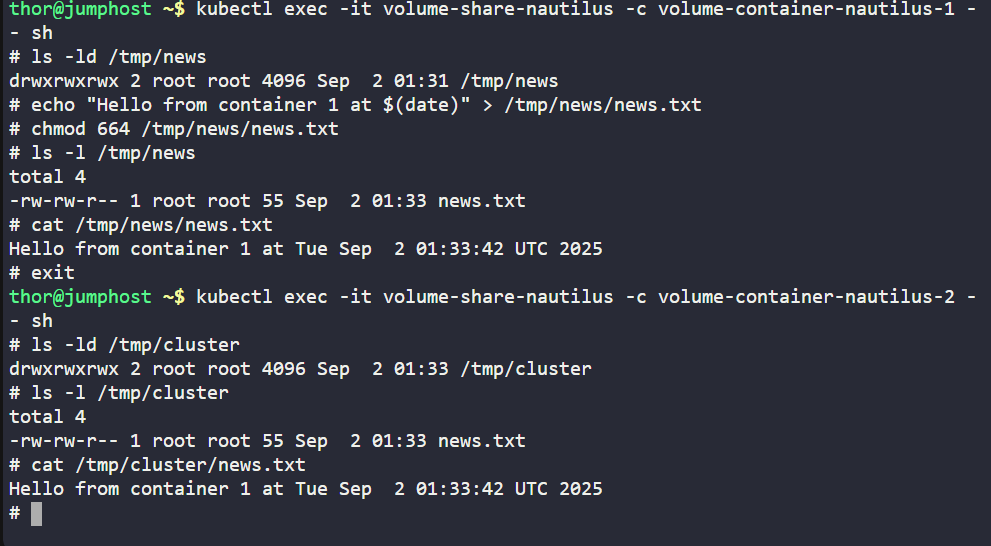 thor@jumphost ~$ kubectl exec -it volume-share-nautilus -c volume-container-nautilus-1 -
- sh
# ls -ld /tmp/news
drwxrwxrwx 2 root root 4096 Sep  2 01:31 /tmp/news
# echo "Hello from container 1 at $(date)" > /tmp/news/news.txt
# chmod 664 /tmp/news/news.txt
# ls -l /tmp/news
total 4
-rw-rw-r-- 1 root root 55 Sep  2 01:33 news.txt
# cat /tmp/news/news.txt
Hello from container 1 at Tue Sep  2 01:33:42 UTC 2025
# exit
thor@jumphost ~$ kubectl exec -it volume-share-nautilus -c volume-container-nautilus-2 -
- sh
# ls -ld /tmp/cluster
drwxrwxrwx 2 root root 4096 Sep  2 01:33 /tmp/cluster
# ls -l /tmp/cluster
total 4
-rw-rw-r-- 1 root root 55 Sep  2 01:33 news.txt
# cat /tmp/cluster/news.txt
Hello from container 1 at Tue Sep  2 01:33:42 UTC 2025
#